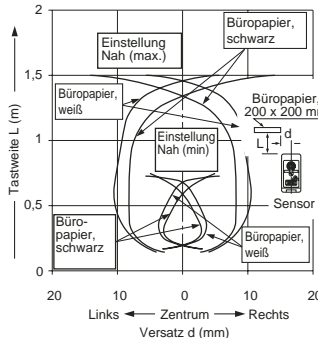 2
Einstellung
Nah (max.)
Büropapier,
schwarz
1,5
Büropapier,
weiß
Büropapier,
200 x 200 mm
d
L
Sensor
1
Einstellung
Nah (min)
Tastweite L (m)
0,5
Büro-
papier,
schwarz
Büropapier,
weiß
0
20 10 0 10 20
Links Zentrum Rechts
Versatz d (mm)